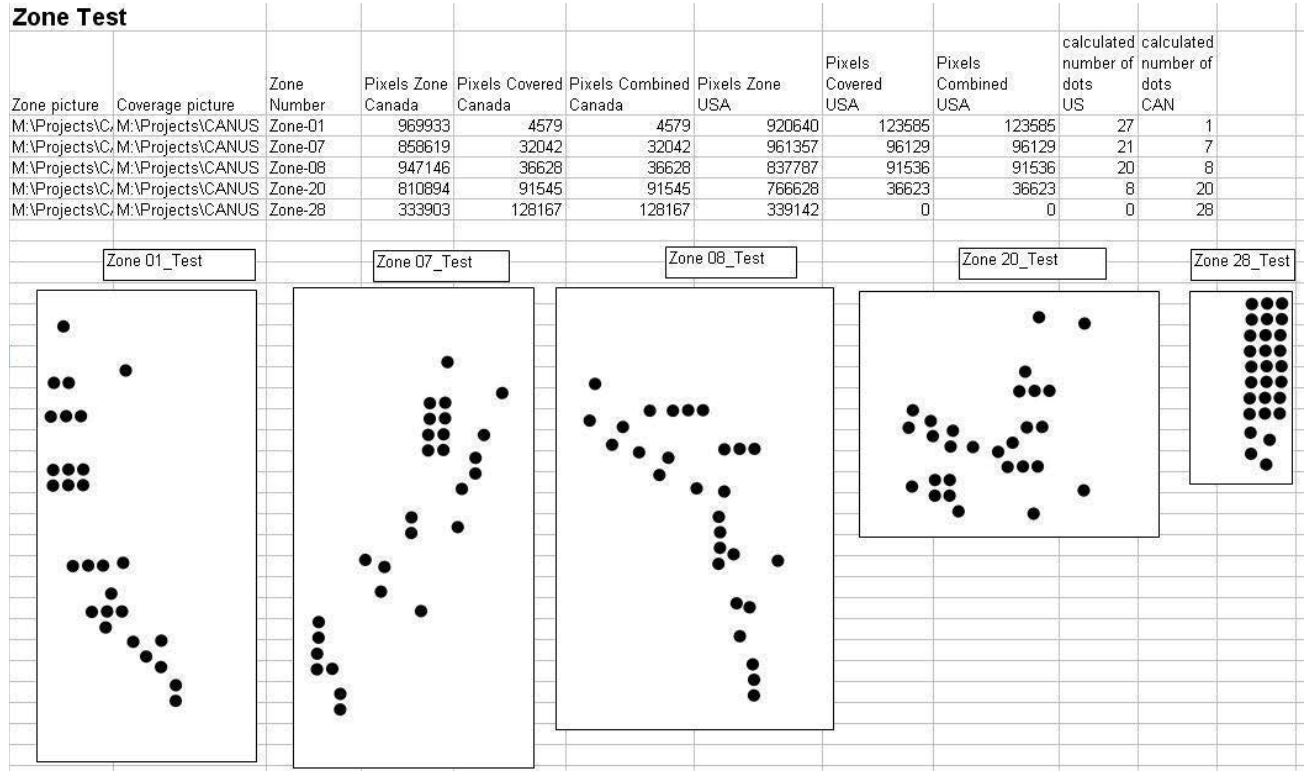 Zone Test
Zone picture Coverage picture Zone Number Pixels Zone Canada Pixels Covered Canada Pixels Combined Canada Pixels Zone USA Pixels Covered USA Pixels Combined USA calculated number of dots US calculated number of dots CAN
M:\Projects\C M:\Projects\CANUS Zone-01 969933 4579 4579 920640 123585 123585 27 1
M:\Projects\C M:\Projects\CANUS Zone-07 858619 32042 32042 961357 96129 96129 21 7
M:\Projects\C M:\Projects\CANUS Zone-08 947146 36628 36628 837787 91536 91536 20 8
M:\Projects\C M:\Projects\CANUS Zone-20 810894 91545 91545 766628 36623 36623 8 20
M:\Projects\C M:\Projects\CANUS Zone-28 333903 128167 128167 339142 0 0 0 28
Zone 01_Test Zone 07_Test Zone 08_Test Zone 20_Test Zone 28_Test